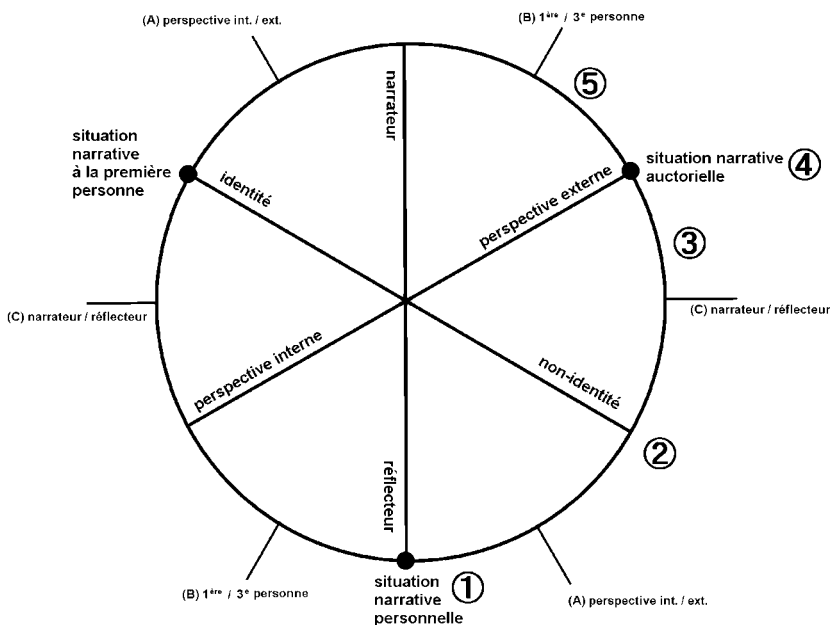 (A) perspective int. / ext.
(B) 1ère / 3e personne
⑤
narrateur
situation
narrative
à la première
personne
situation narrative
auctorielle
④
identité
perspective externe
③
(C) narrateur / réflecteur
(C) narrateur / réflecteur
perspective interne
non-identité
②
réflecteur
(B) 1ère / 3e personne
situation
narrative
personnelle
①
(A) perspective int. / ext.